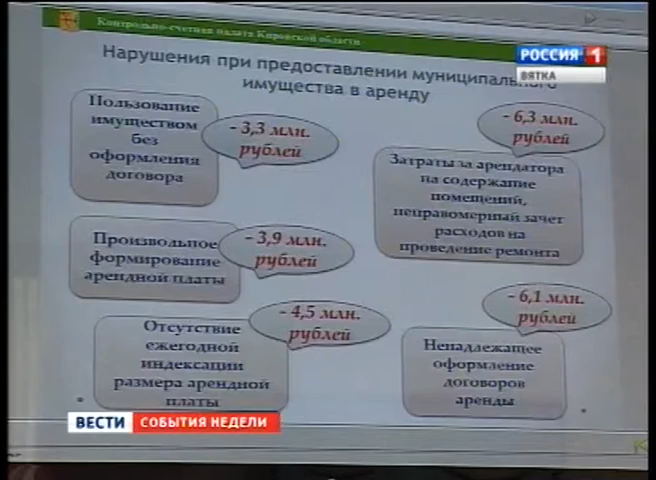 Контрольно-счетная палата Кировской области
РОССИЯ 1
ВЯТКА
Нарушения при предоставлении муниципального
имущества в аренду
Пользование
имуществом
без
оформления
договора
- 3,3 млн.
рублей
- 6,3 млн.
рублей
Затраты за арендатора
на содержание
помещений,
неправомерный зачет
расходов на
проведение ремонта
Произвольное
формирование
арендной платы
- 3,9 млн.
рублей
- 4,5 млн.
рублей
Отсутствие
ежегодной
индексации
размера арендной
платы
- 6,1 млн.
рублей
Ненадлежащее
оформление
договоров
аренды
ВЕСТИ СОБЫТИЯ НЕДЕЛИ